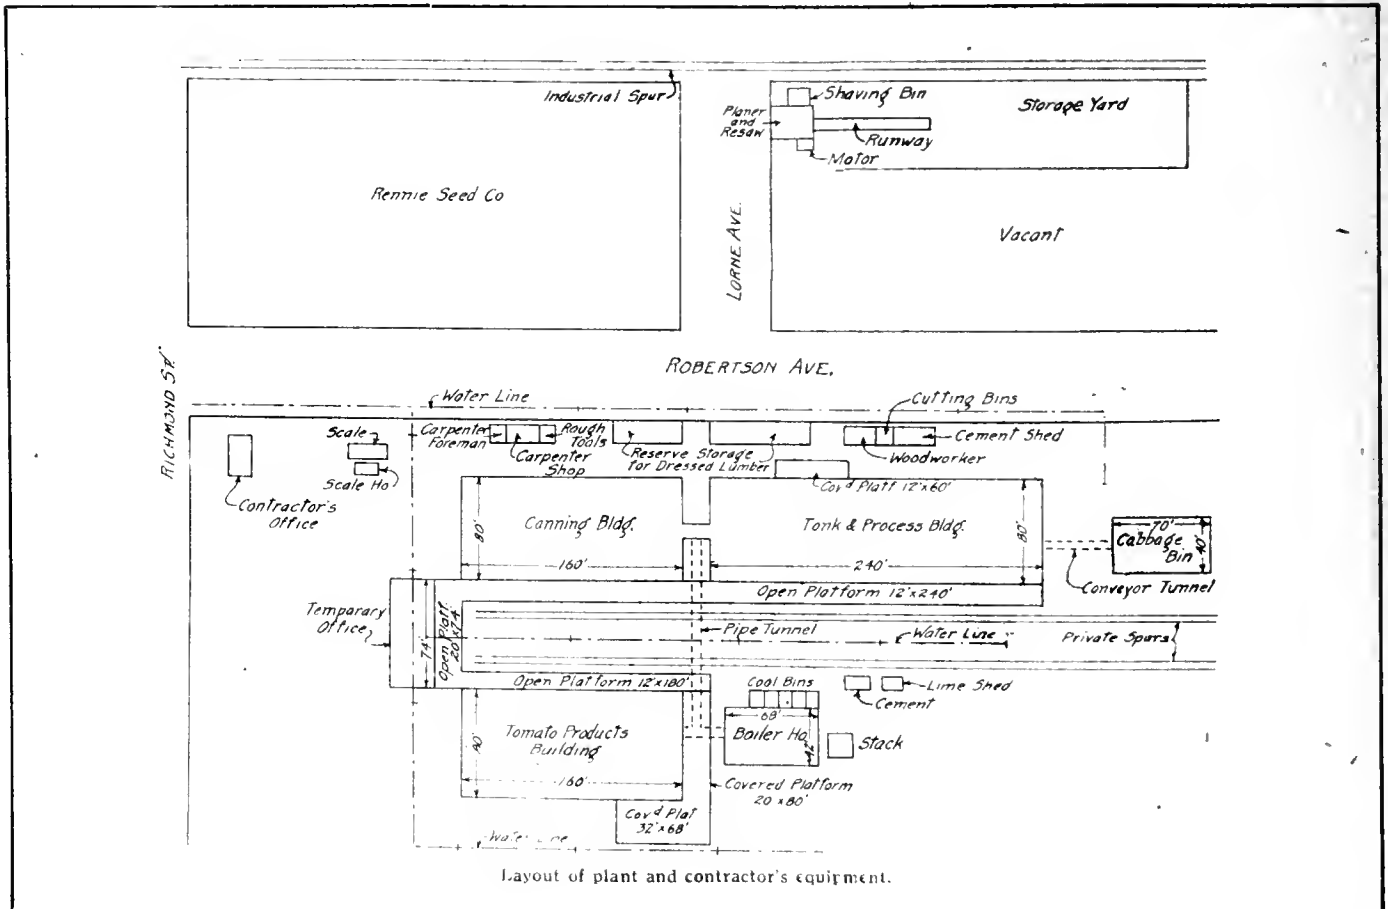 Industrial Spur
Shaving Bin
Storage Yard
Planer
and
Resaw
Runway
Motor
Rennie Seed Co
LORNE AVE.
Vacant
RICHMOND ST.
ROBERTSON AVE.
Water Line
Cutting Bins
Scale
Carpenter
Foreman
Rough
Tools
Carpenter
Shop
Reserve Storage
for Dressed Lumber
Woodworker
Cement Shed
Scale Ho
Contractor's
Office
Cov'd Platf 12'x60'
Canning Bldg.
80'
160'
Tank & Process Bldg.
80'
240'
70'
Cabbage
Bin
40'
Conveyor Tunnel
Open Platform 12'x240'
Temporary
Office
74'
Open Platf
20'x74'
Pipe Tunnel
Water Line
Private Spurs
Open Platform 12'x180'
Coal Bins
Lime Shed
Cement
68'
Boiler Ho.
42'
Stack
Tomato Products
Building
80'
160'
Covered Platform
20'x80'
Cov'd Plat
32'x68'
Water Line
Layout of plant and contractor's equipment.